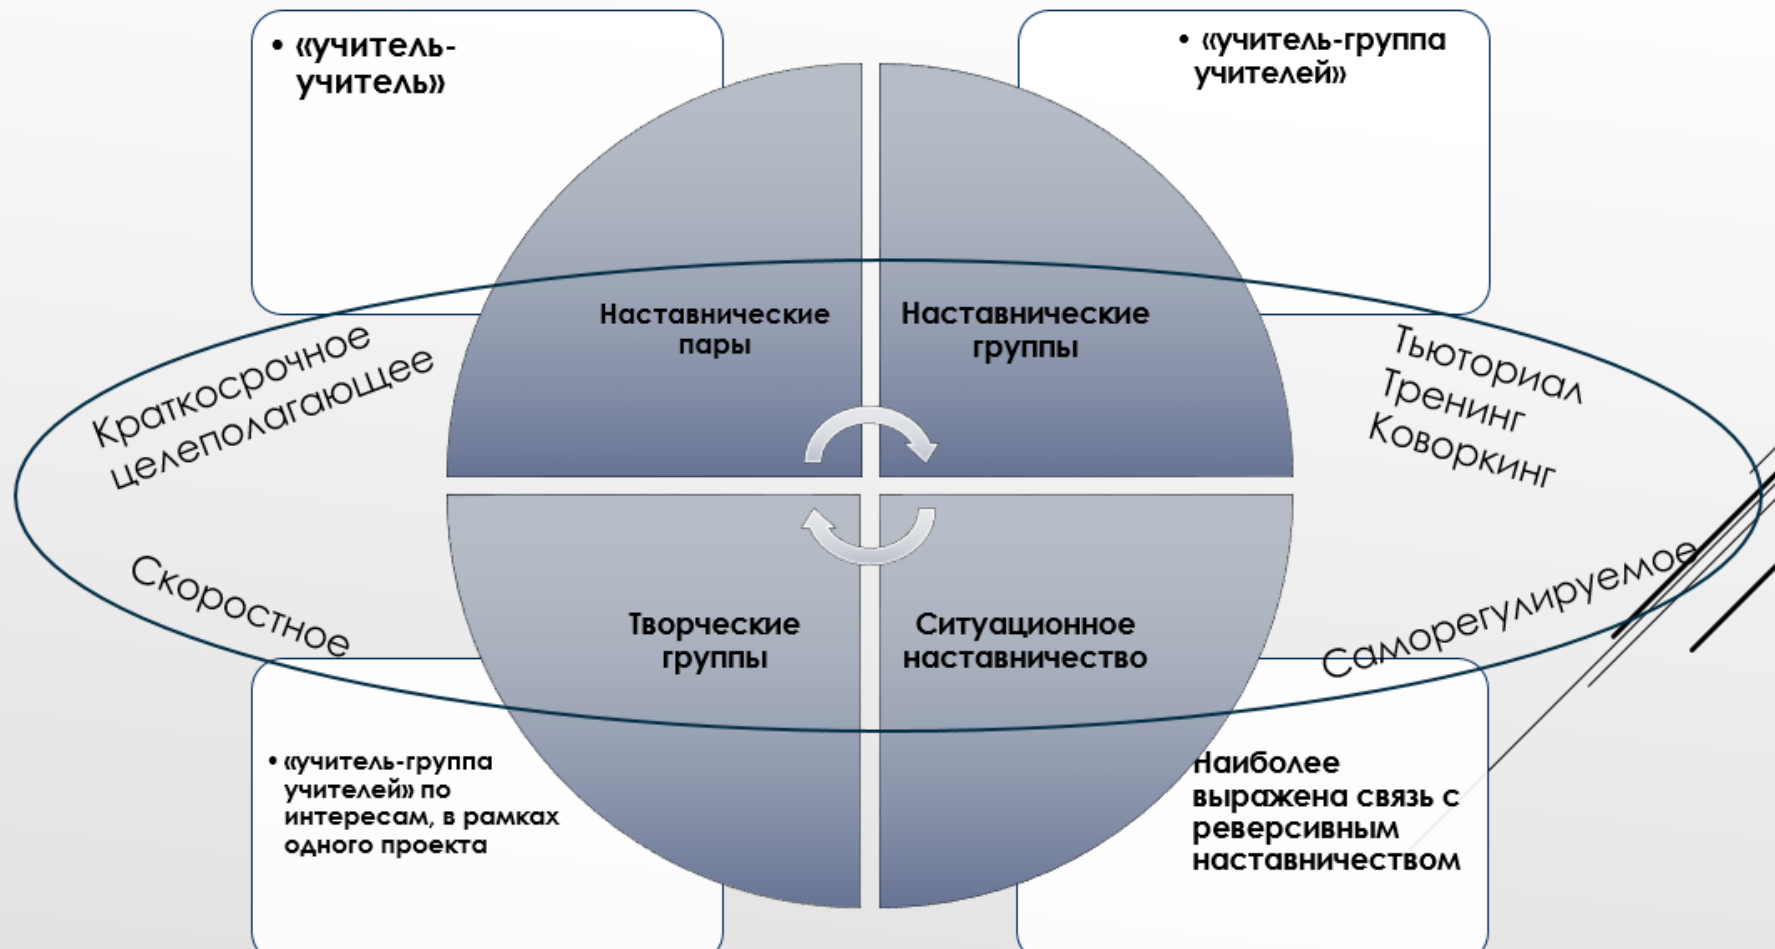 • «учитель-
учитель»
• «учитель-группа
учителей»
Наставнические
пары
Наставнические
группы
Краткосрочное
целеполагающее
Тьюториал
Тренинг
Коворкинг
Скоростное
Саморегулируемое
Творческие
группы
Ситуационное
наставничество
• «учитель-группа
учителей» по
интересам, в рамках
одного проекта
Наиболее
выражена связь с
реверсивным
наставничеством